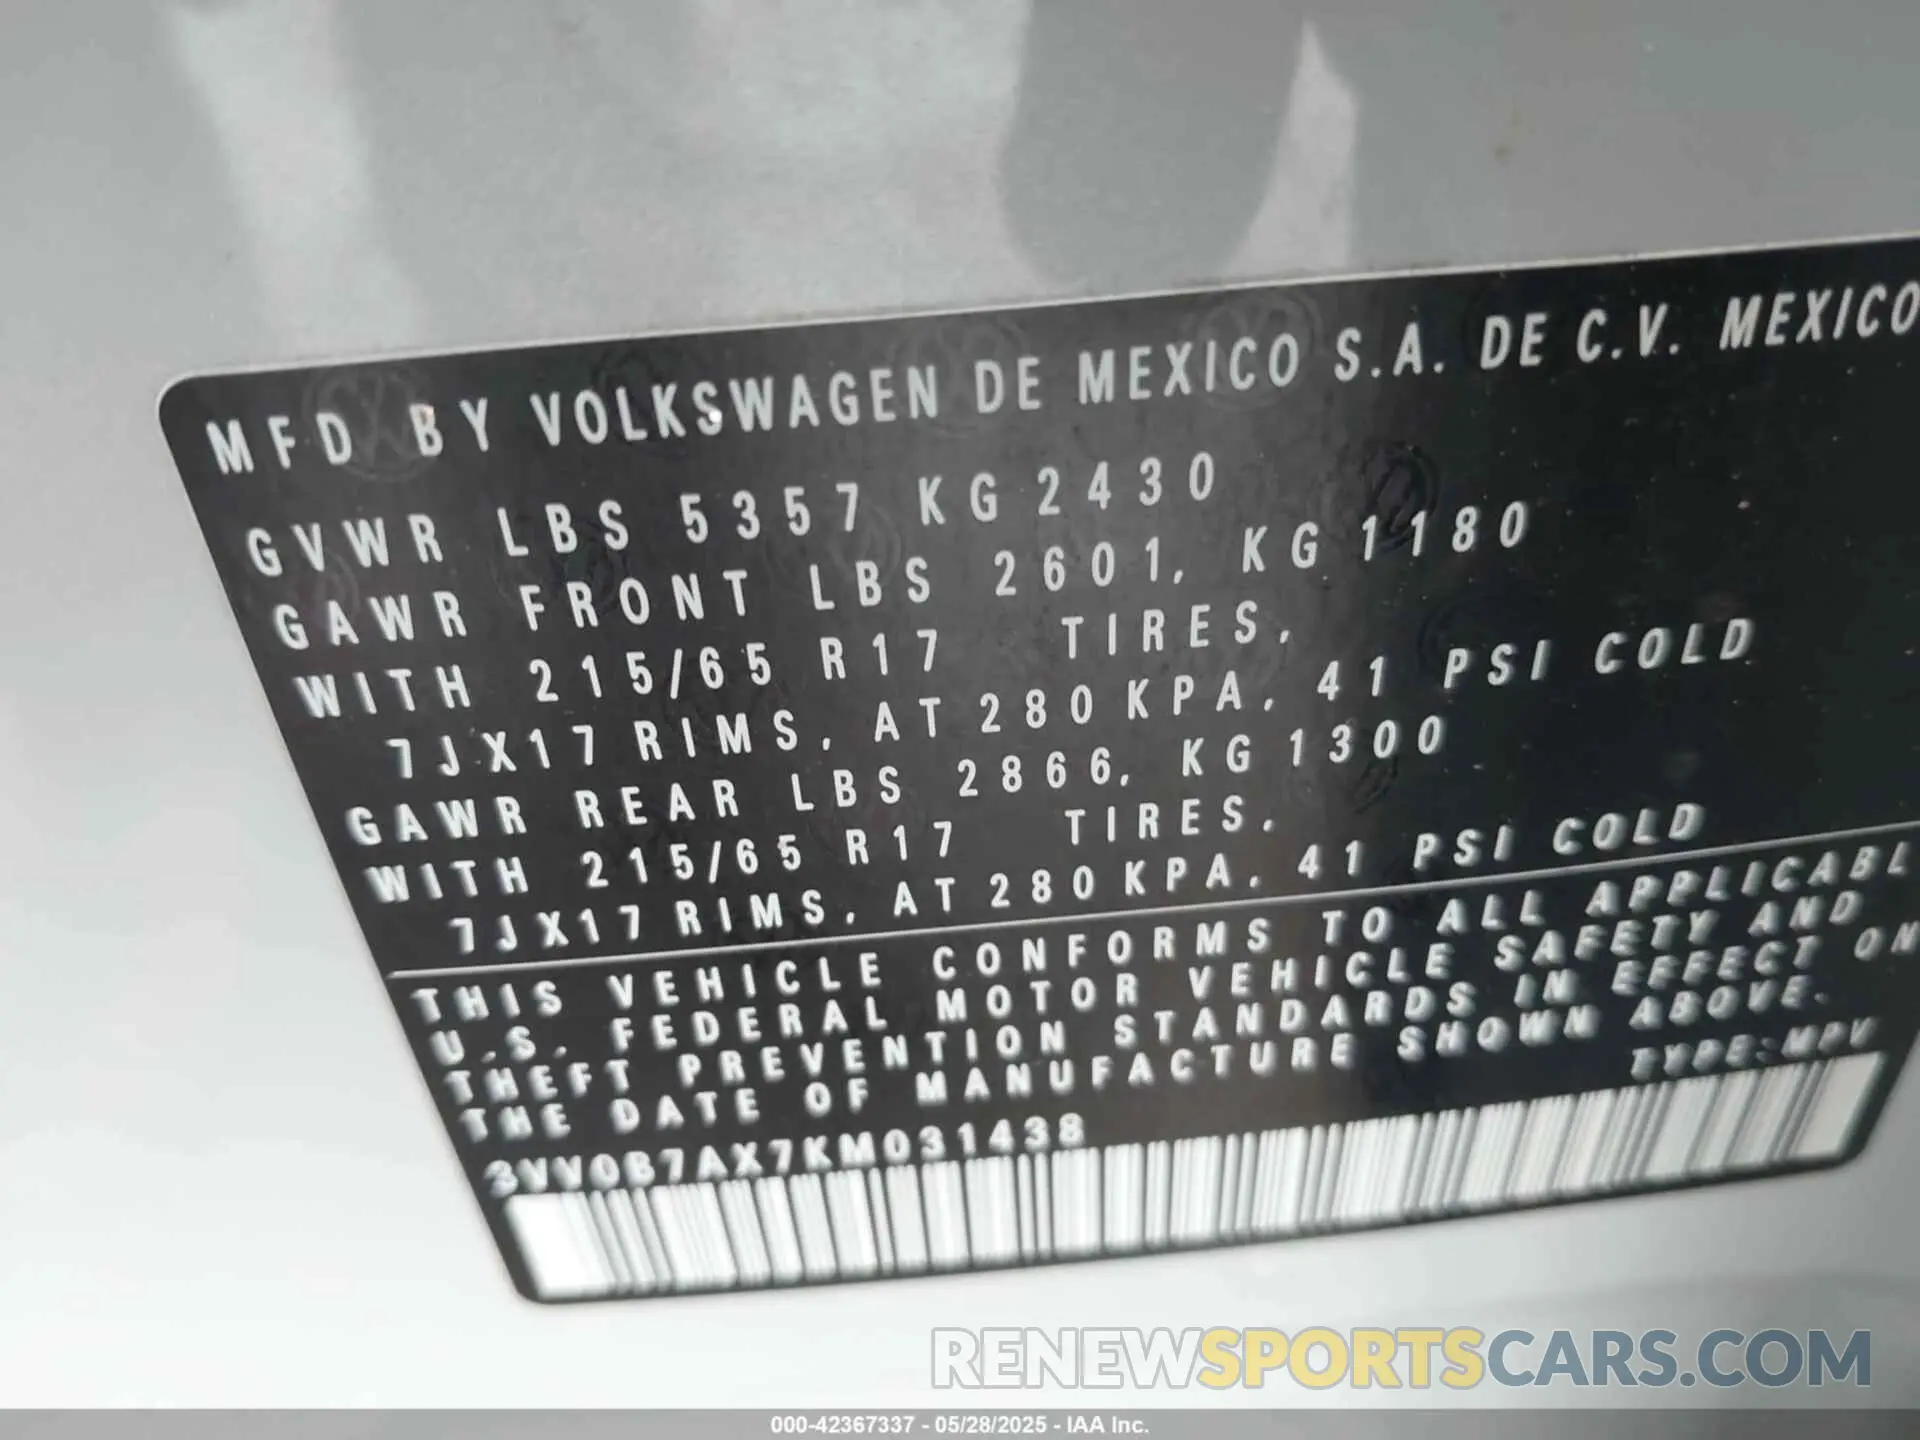 MFD BY VOLKSWAGEN DE MEXICO S.A. DE C.V. MEXICO
GVWR LBS 5357 KG 2430
GAWR FRONT LBS 2601, KG 1180
WITH 215/65 R17 TIRES,
7JX17 RIMS, AT 280 KPA, 41 PSI COLD
GAWR REAR LBS 2866, KG 1300
WITH 215/65 R17 TIRES,
7JX17 RIMS, AT 280 KPA, 41 PSI COLD
THIS VEHICLE CONFORMS TO ALL APPLICABL
U.S. FEDERAL MOTOR VEHICLE SAFETY AND
THEFT PREVENTION STANDARDS IN EFFECT ON
THE DATE OF MANUFACTURE SHOWN ABOVE.
TYPE: MPV
3VV0B7AX7KM031438
RENEWSPORTSCARS.COM
000-42367337 - 05/28/2025 - IAA Inc.